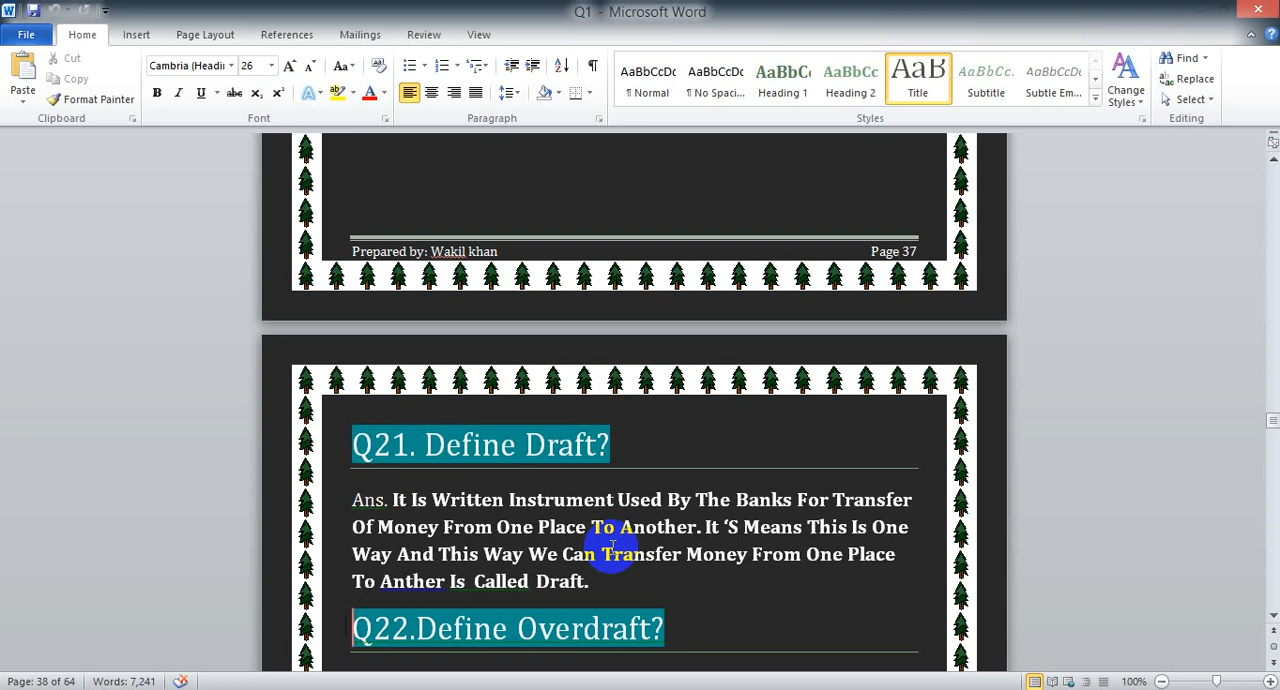 Q1 - Microsoft Word
File Home Insert Page Layout References Mailings Review View
Paste
Cut
Copy
Format Painter
Clipboard
Cambria (Headi 26
Font
Paragraph
AaBbCcDc AaBbCcDc AaBbCc AaBbCc AaB AaBbCc. AaBbCcDc
¶ Normal ¶ No Spaci... Heading 1 Heading 2 Title Subtitle Subtle Em...
Styles
Change
Styles
Find
Replace
Select
Editing
Prepared by: Wakil khan Page 37
Q21. Define Draft?
Ans. It Is Written Instrument Used By The Banks For Transfer
Of Money From One Place To Another. It ‘S Means This Is One
Way And This Way We Can Transfer Money From One Place
To Anther Is Called Draft.
Q22.Define Overdraft?
Page: 38 of 64 Words: 7,241 100%